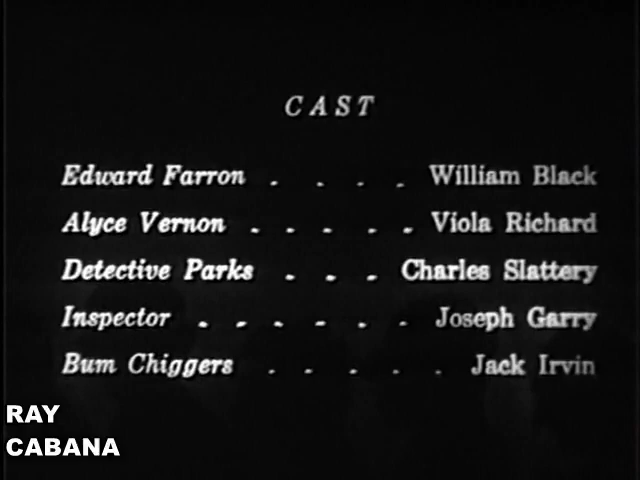 CAST
Edward Farron . . . . William Black
Alyce Vernon . . . . . Viola Richard
Detective Parks . . . Charles Slattery
Inspector . . . . . . Joseph Garry
Bum Chiggers . . . . . Jack Irvin
RAY
CABANA